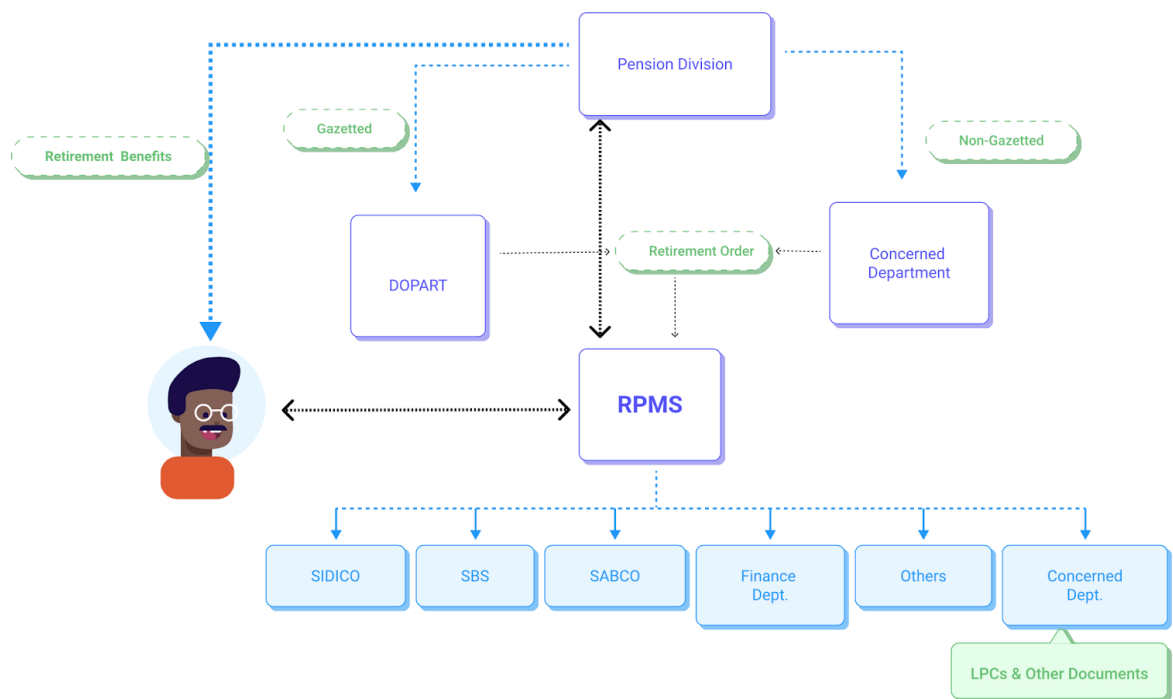 Pension Division
Gazetted
Non-Gazetted
Retirement Benefits
Retirement Order
Concerned
Department
DOPART
RPMS
SIDICO
SBS
SABCO
Finance
Dept.
Others
Concerned
Dept.
LPCs & Other Documents